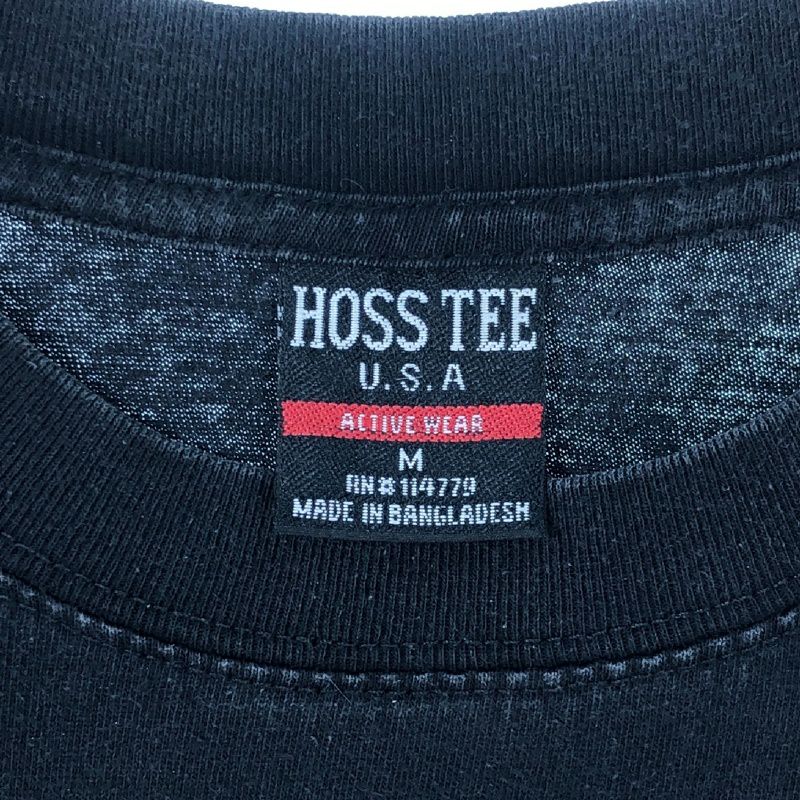 HOSS TEE
U.S.A
ACTIVE WEAR
M
RN#114779
MADE IN BANGLADESH